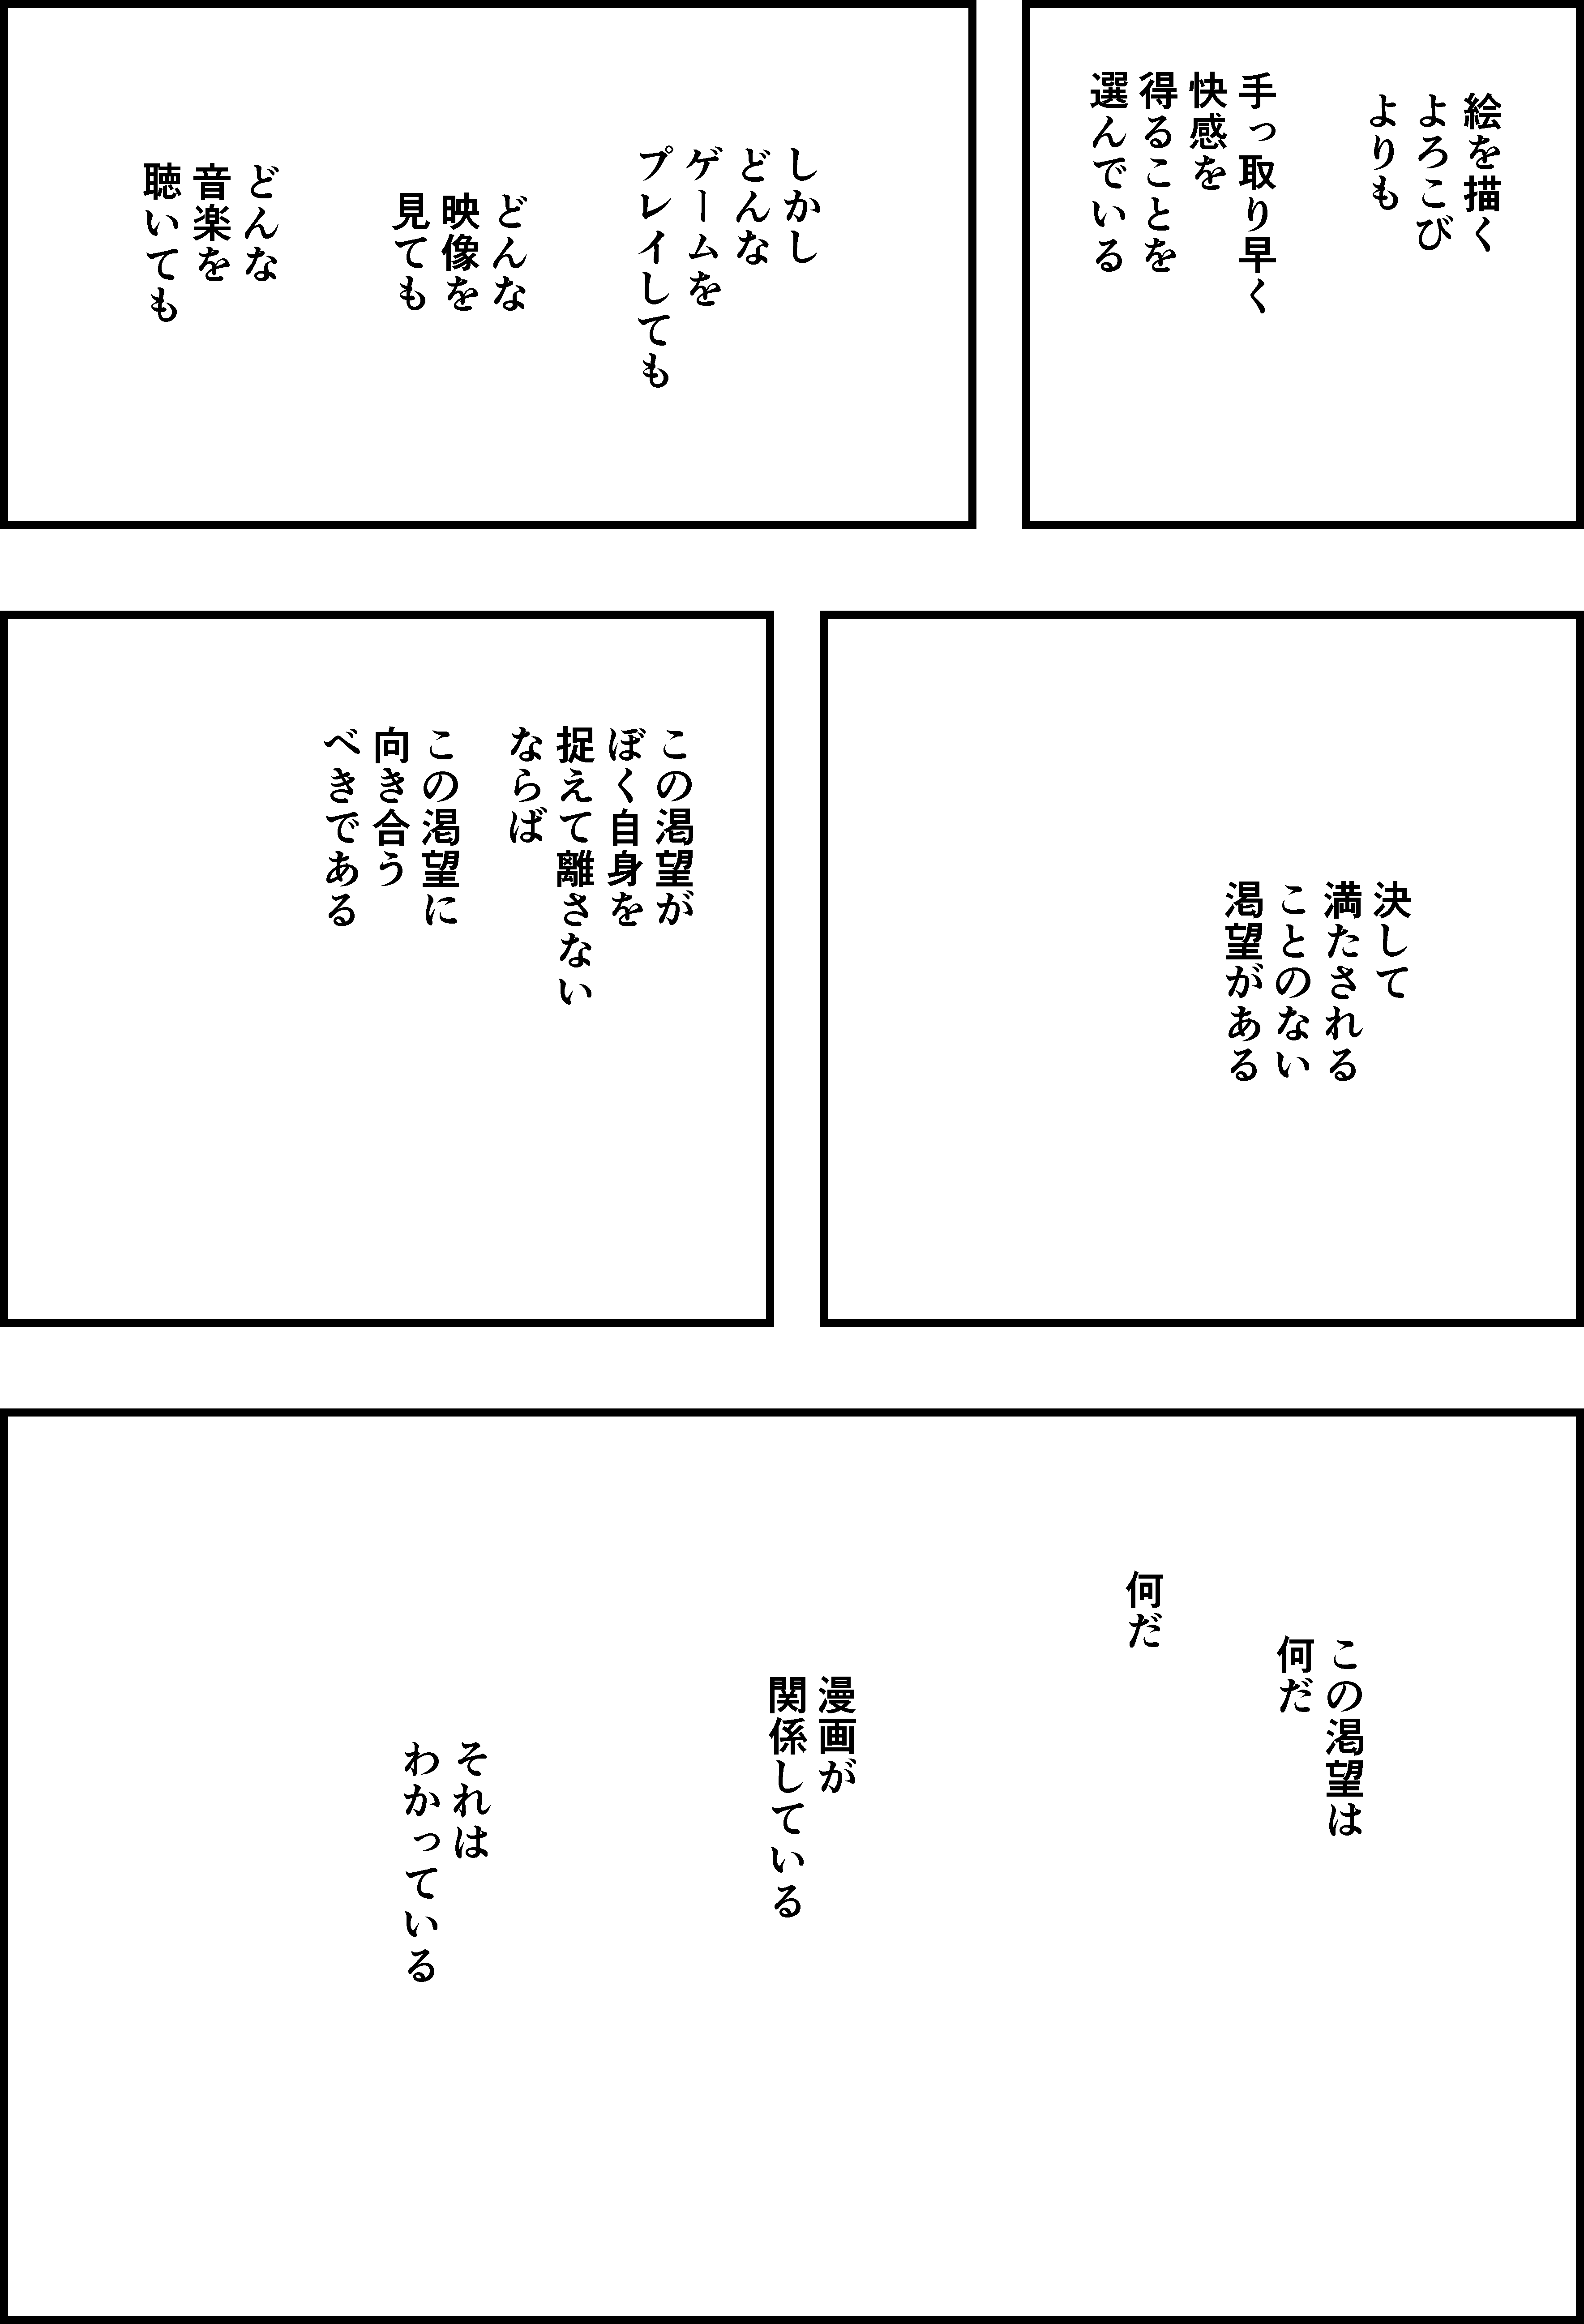 絵を描く
よろこび
よりも
手っ取り早く
快感を
得ることを
選んでいる
しかし
どんな
ゲームを
プレイしても
どんな
映像を
見ても
どんな
音楽を
聴いても
決して
満たされる
ことのない
渇望がある
この渇望が
ぼく自身を
捉えて離さない
ならば
この渇望に
向き合う
べきである
この渇望は
何だ
何だ
漫画が
関係している
それは
わかっている